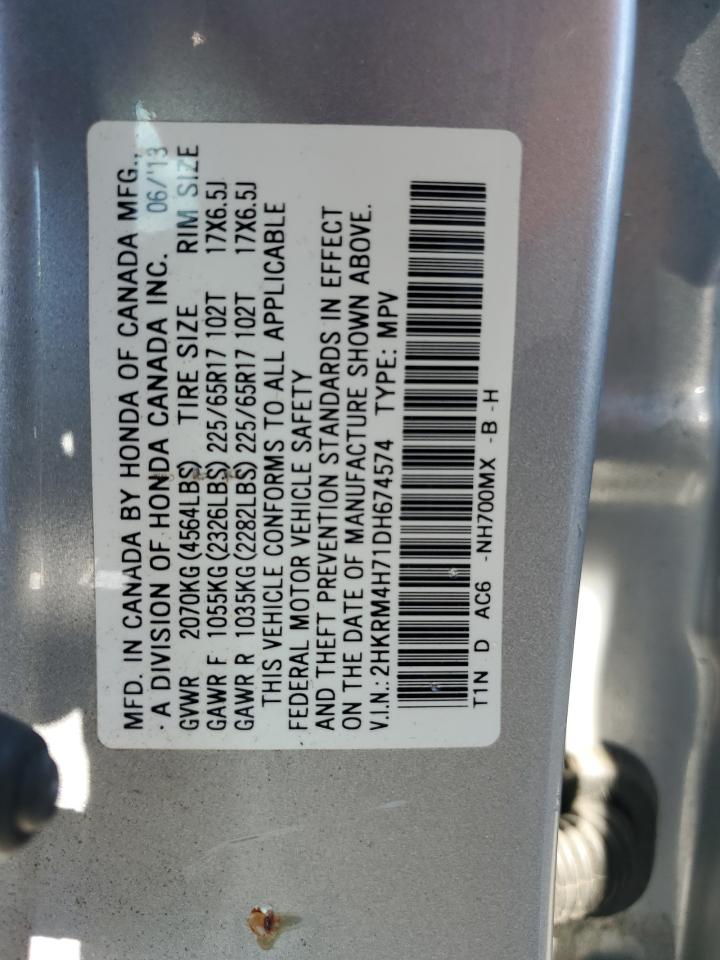 MFD. IN CANADA BY HONDA OF CANADA MFG.,
· A DIVISION OF HONDA CANADA INC. 06/'13
GVWR 2070KG (4564LBS) TIRE SIZE RIM SIZE
GAWR F 1055KG (2326LBS) 225/65R17 102T 17X6.5J
GAWR R 1035KG (2282LBS) 225/65R17 102T 17X6.5J
THIS VEHICLE CONFORMS TO ALL APPLICABLE
FEDERAL MOTOR VEHICLE SAFETY
AND THEFT PREVENTION STANDARDS IN EFFECT
ON THE DATE OF MANUFACTURE SHOWN ABOVE.
V.I.N.: 2HKRM4H71DH674574 TYPE: MPV
T1N D AC6 -NH700MX -B -H